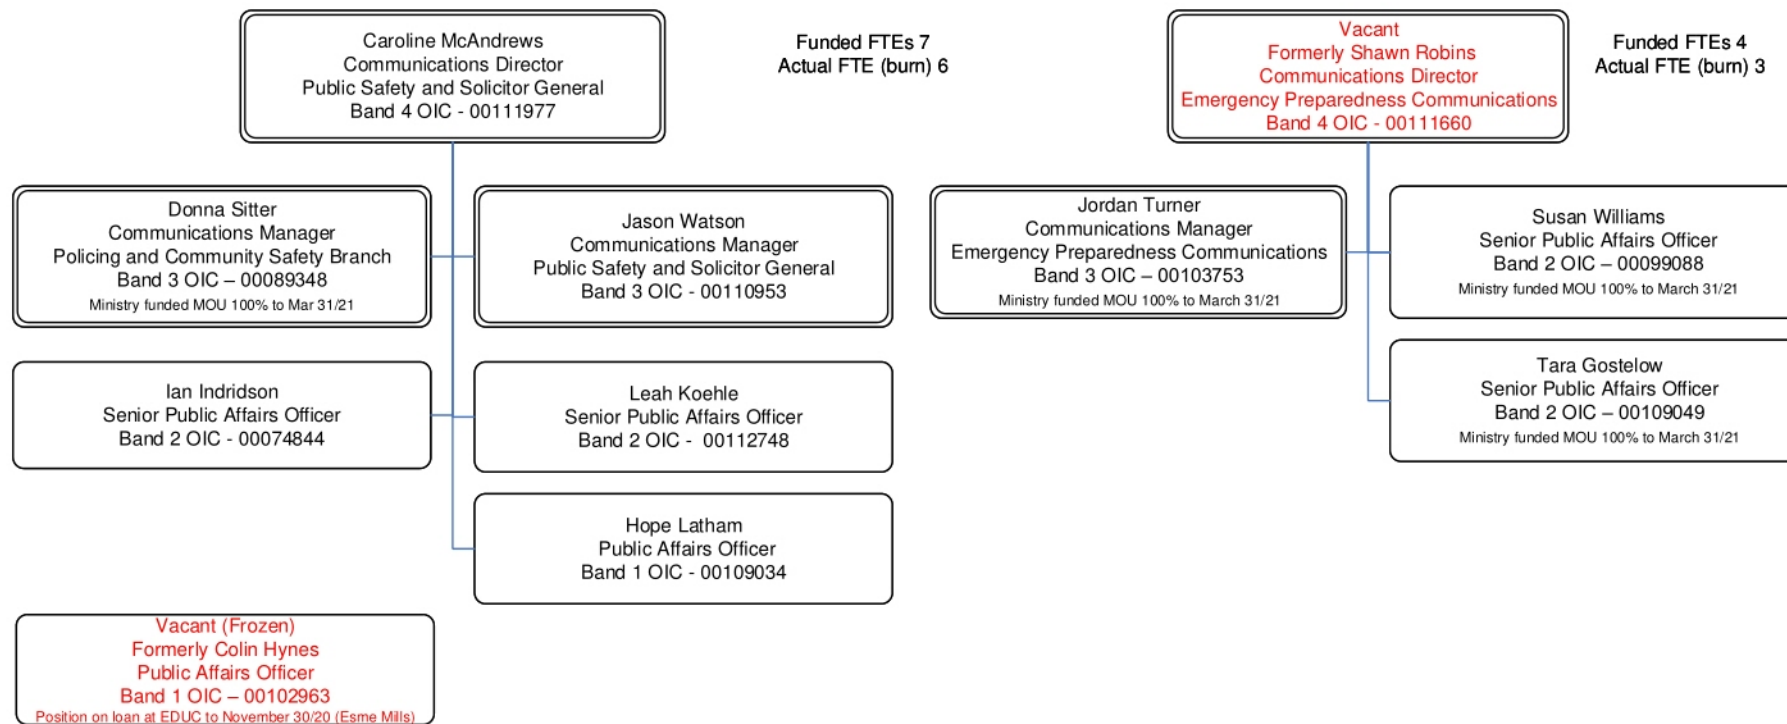 Caroline McAndrews
Communications Director
Public Safety and Solicitor General
Band 4 OIC - 00111977
Funded FTEs 7
Actual FTE (burn) 6
Vacant
Formerly Shawn Robins
Communications Director
Emergency Preparedness Communications
Band 4 OIC - 00111660
Funded FTEs 4
Actual FTE (burn) 3
Donna Sitter
Communications Manager
Policing and Community Safety Branch
Band 3 OIC – 00089348
Ministry funded MOU 100% to Mar 31/21
Jason Watson
Communications Manager
Public Safety and Solicitor General
Band 3 OIC - 00110953
Jordan Turner
Communications Manager
Emergency Preparedness Communications
Band 3 OIC – 00103753
Ministry funded MOU 100% to March 31/21
Susan Williams
Senior Public Affairs Officer
Band 2 OIC – 00099088
Ministry funded MOU 100% to March 31/21
Ian Indridson
Senior Public Affairs Officer
Band 2 OIC - 00074844
Leah Koehle
Senior Public Affairs Officer
Band 2 OIC -  00112748
Tara Gostelow
Senior Public Affairs Officer
Band 2 OIC – 00109049
Ministry funded MOU 100% to March 31/21
Hope Latham
Public Affairs Officer
Band 1 OIC - 00109034
Vacant (Frozen)
Formerly Colin Hynes
Public Affairs Officer
Band 1 OIC – 00102963
Position on loan at EDUC to November 30/20 (Esme Mills)